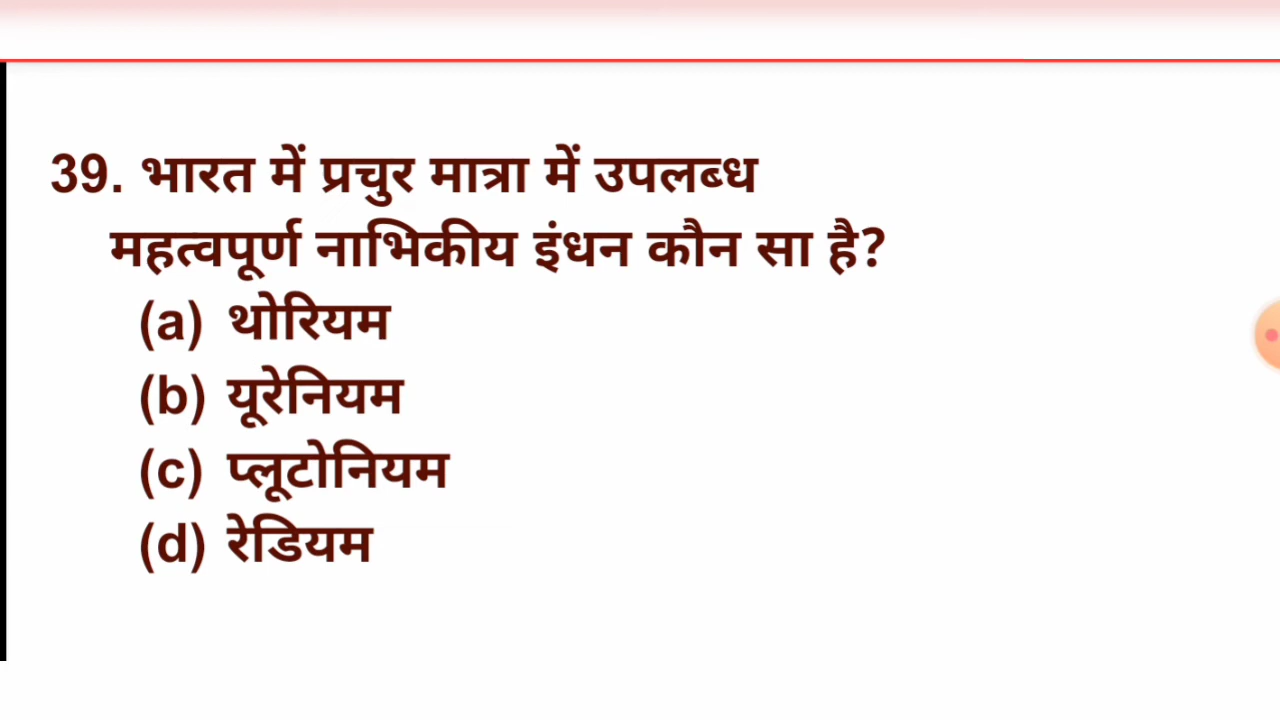 39. भारत में प्रचुर मात्रा में उपलब्ध
महत्वपूर्ण नाभिकीय इंधन कौन सा है?
(a) थोरियम
(b) यूरेनियम
(c) प्लूटोनियम
(d) रेडियम